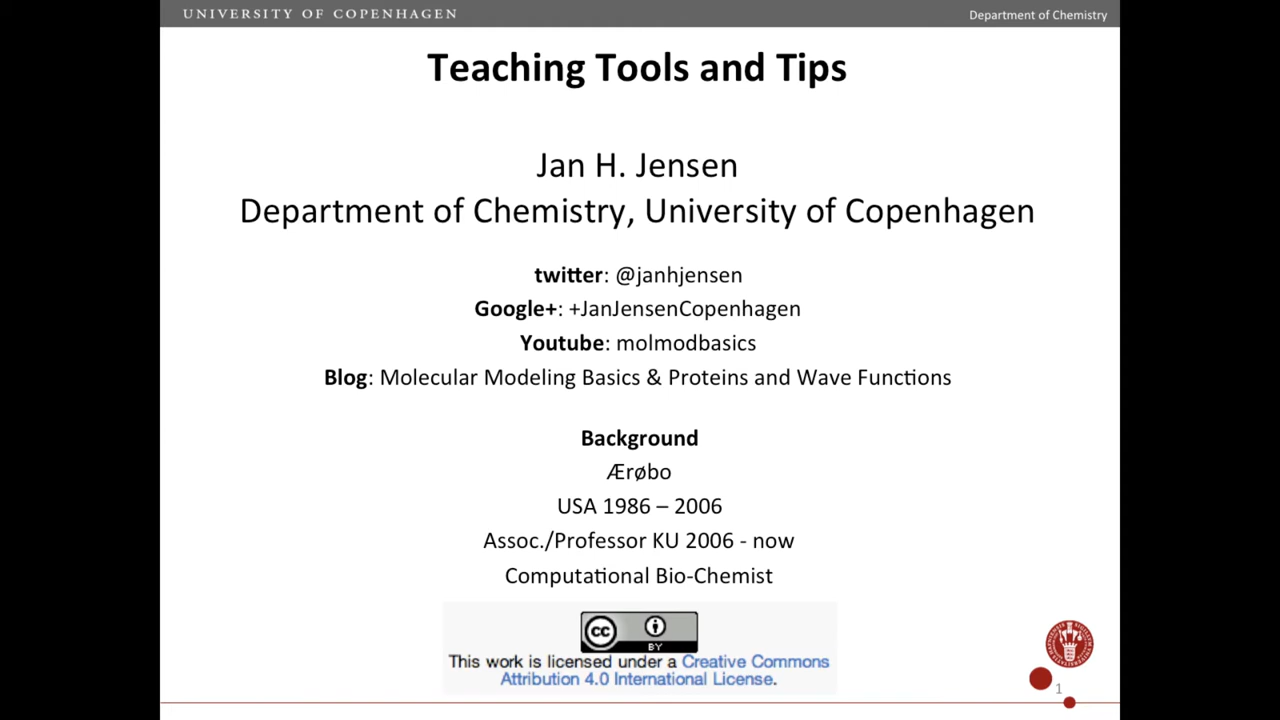 UNIVERSITY OF COPENHAGEN
Department of Chemistry
Teaching Tools and Tips
Jan H. Jensen
Department of Chemistry, University of Copenhagen
twitter: @janhjensen
Google+: +JanJensenCopenhagen
Youtube: molmodbasics
Blog: Molecular Modeling Basics & Proteins and Wave Functions
Background
Ærøbo
USA 1986 – 2006
Assoc./Professor KU 2006 - now
Computational Bio-Chemist
cc
BY
This work is licensed under a Creative Commons
Attribution 4.0 International License.
1